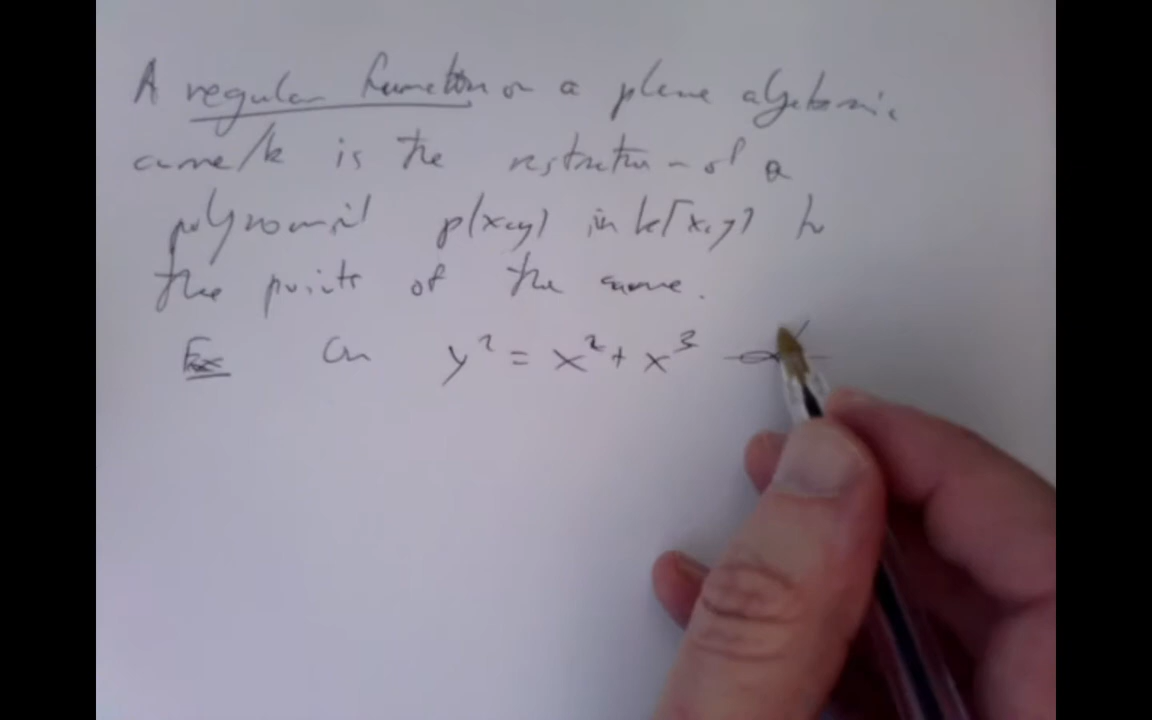 A regular function on a plane algebraic
curve/k is the restriction of a
polynomial p(x,y) in k[x,y] to
the points of the curve.
Ex On y² = x² + x³